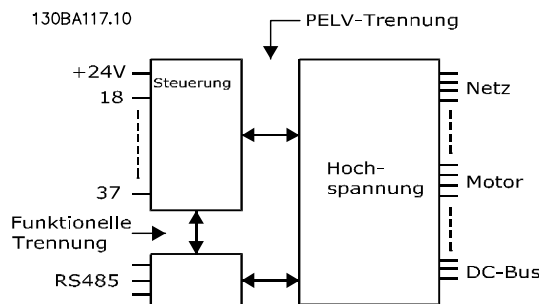 130BA117.10
PELV-Trennung
+24V
Steuerung
18
Netz
Hoch-
spannung
37
Motor
Funktionelle
Trennung
RS485
DC-Bus